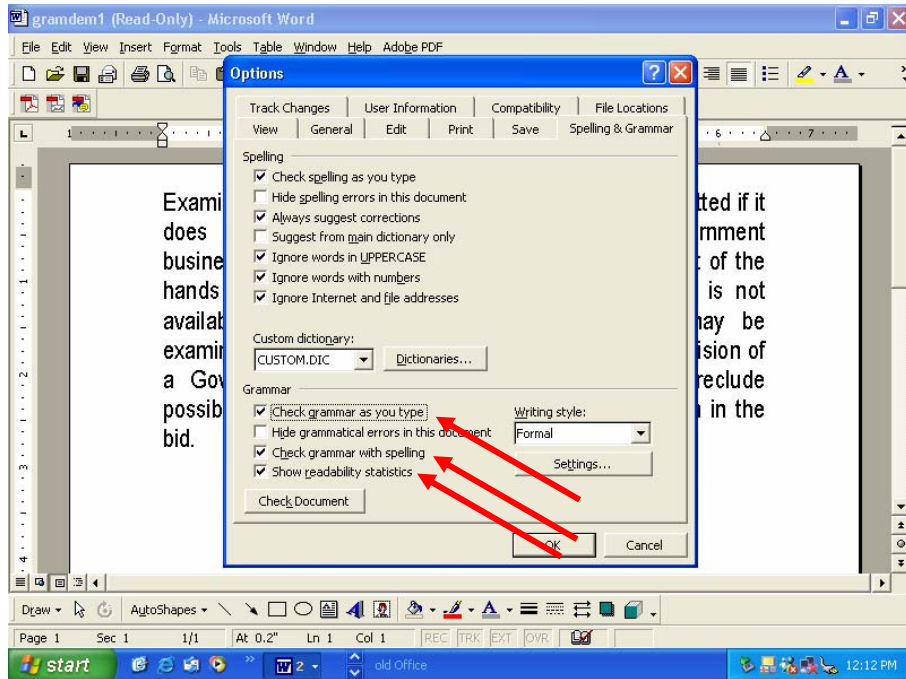 gramdem1 (Read-Only) - Microsoft Word
File Edit View Insert Format Tools Table Window Help Adobe PDF
Options
Track Changes User Information Compatibility File Locations
View General Edit Print Save Spelling & Grammar
Spelling
Check spelling as you type
Hide spelling errors in this document
Always suggest corrections
Suggest from main dictionary only
Ignore words in UPPERCASE
Ignore words with numbers
Ignore Internet and file addresses
Custom dictionary:
CUSTOM.DIC Dictionaries...
Grammar
Check grammar as you type Writing style:
Hide grammatical errors in this document Formal
Check grammar with spelling
Show readability statistics Settings...
Check Document
OK Cancel
Exami tted if it
does rnment
busine of the
hands is not
availab may be
examin ision of
a Gov reclude
possib in the
bid.
Draw AutoShapes
Page 1 Sec 1 1/1 At 0.2" Ln 1 Col 1 REC TRK EXT OVR
start 2 old Office 12:12 PM